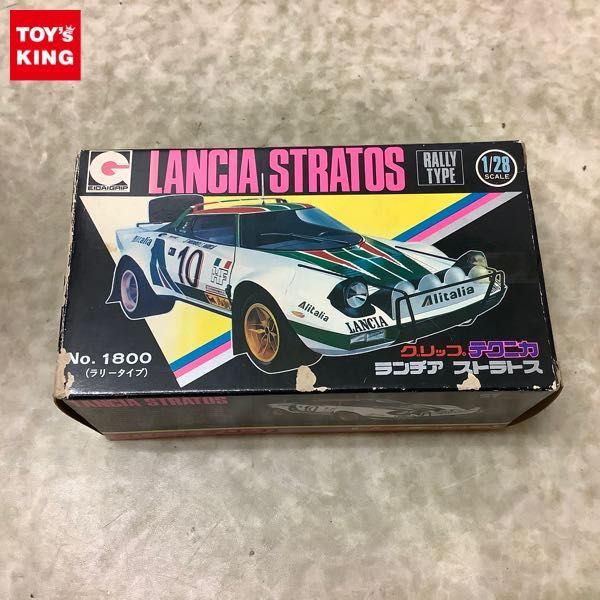 TOY'S
KING
EIDAIGRIP
LANCIA STRATOS
RALLY
TYPE
1/28
SCALE
Alitalia
10
Alitalia
Alitalia
LANCIA
No. 1800
(ラリータイプ)
グリップ テクニカ
ランチア ストラトス
LANCIA STRATOS